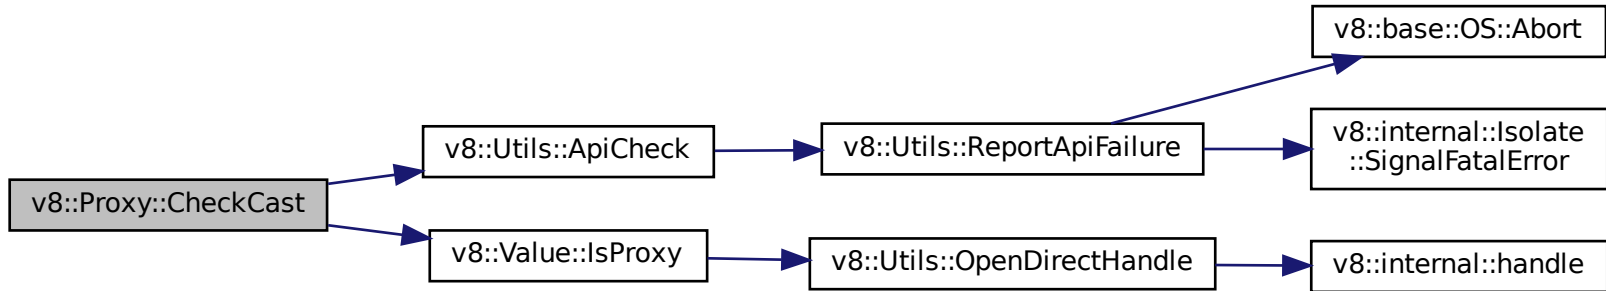 v8::base::OS::Abort
v8::internal::Isolate
::SignalFatalError
v8::Utils::ApiCheck
v8::Utils::ReportApiFailure
v8::Proxy::CheckCast
v8::Value::IsProxy
v8::Utils::OpenDirectHandle
v8::internal::handle